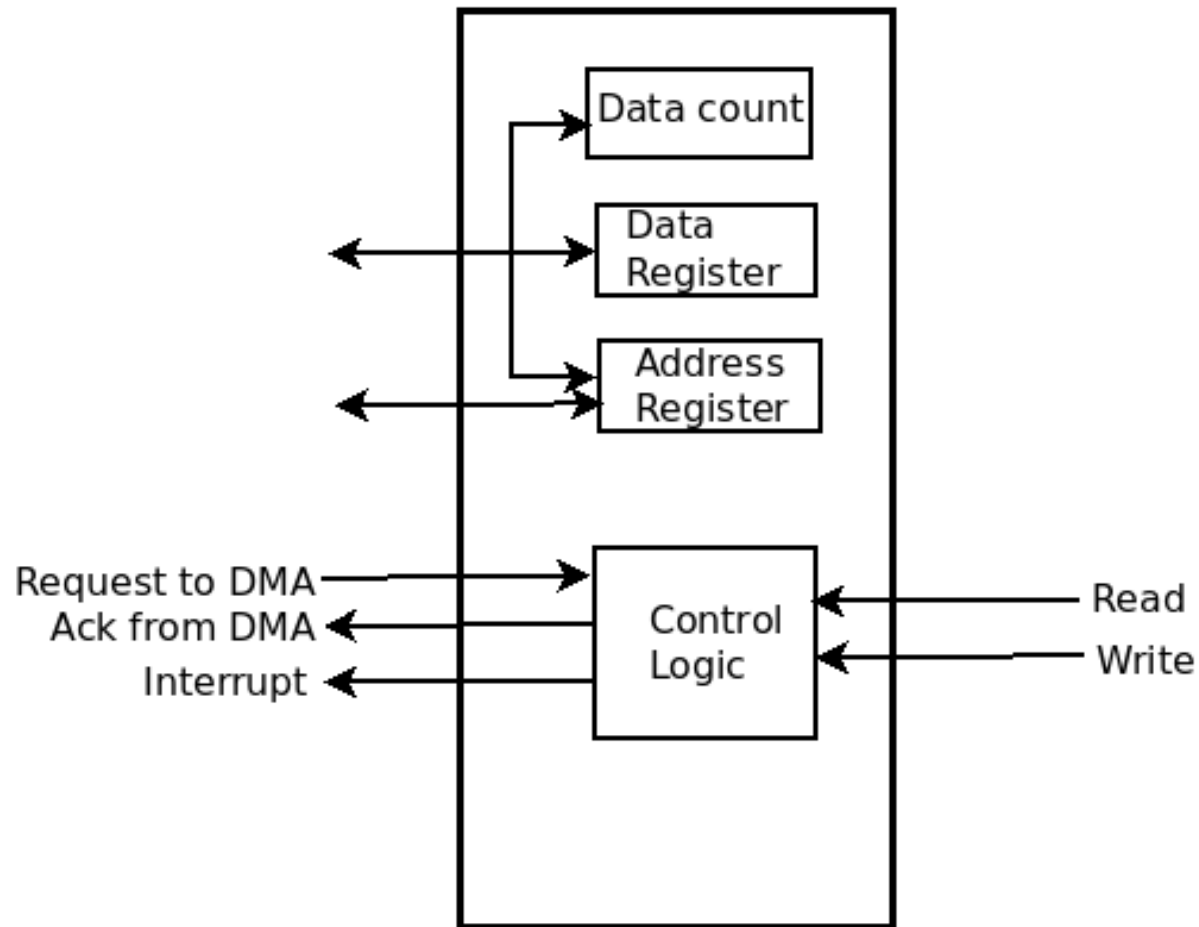 Data count
Data
Register
Address
Register
Request to DMA
Ack from DMA
Interrupt
Control
Logic
Read
Write